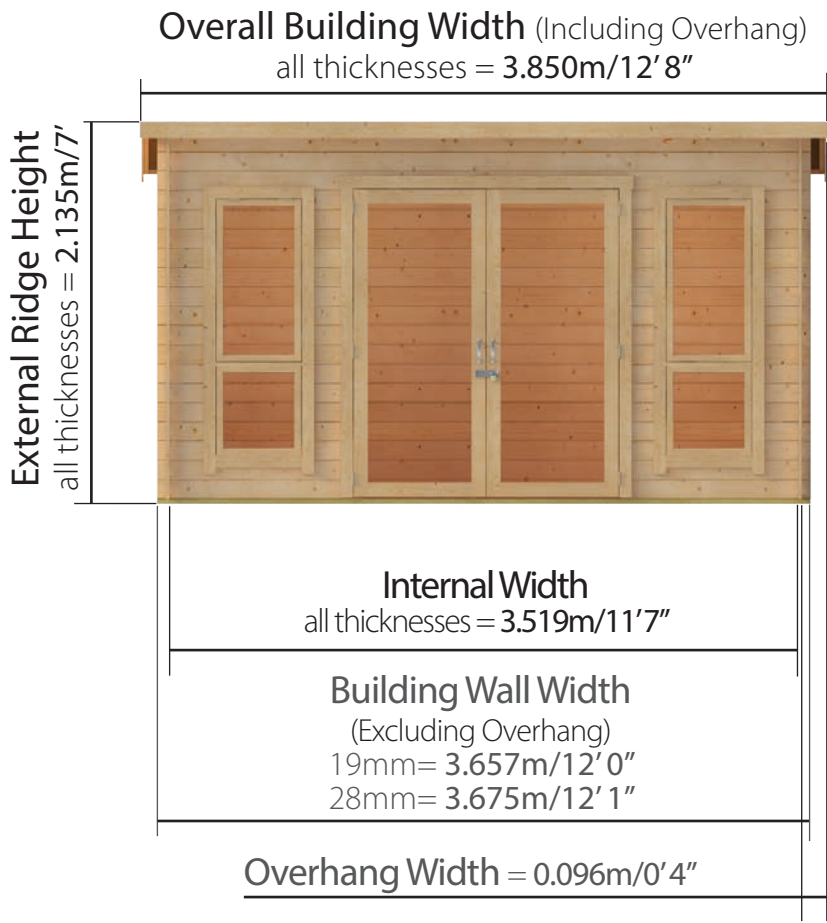 Overall Building Width (Including Overhang)
all thicknesses = 3.850m/12’8”
External Ridge Height
all thicknesses = 2.135m/7’
Internal Width
all thicknesses = 3.519m/11’7”
Building Wall Width
(Excluding Overhang)
19mm= 3.657m/12’0”
28mm= 3.675m/12’1”
Overhang Width = 0.096m/0’4”